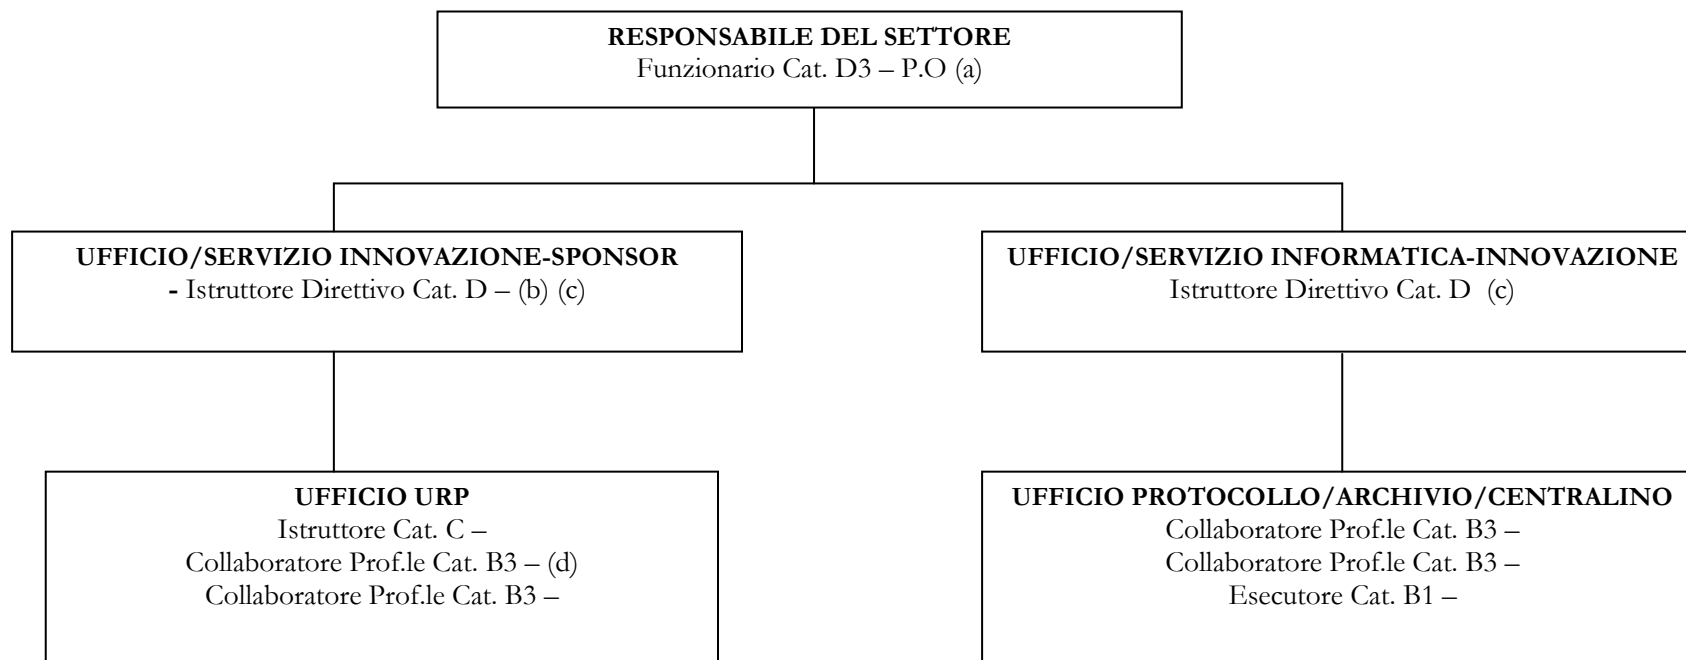 RESPONSABILE DEL SETTORE
Funzionario Cat. D3 – P.O (a)
UFFICIO/SERVIZIO INNOVAZIONE-SPONSOR
- Istruttore Direttivo Cat. D – (b) (c)
UFFICIO/SERVIZIO INFORMATICA-INNOVAZIONE
Istruttore Direttivo Cat. D  (c)
UFFICIO URP
Istruttore Cat. C –
Collaboratore Prof.le Cat. B3 – (d)
Collaboratore Prof.le Cat. B3 –
UFFICIO PROTOCOLLO/ARCHIVIO/CENTRALINO
Collaboratore Prof.le Cat. B3 –
Collaboratore Prof.le Cat. B3 –
Esecutore Cat. B1 –